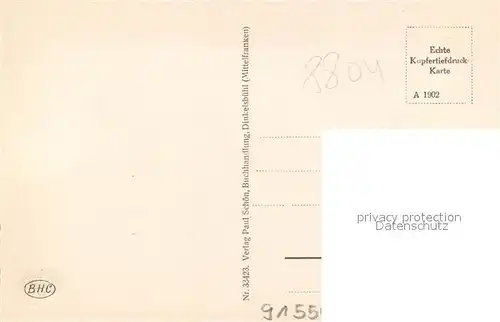 8804
Echte
Kupfertiefdruck-
Karte
A 1902
Nr. 33423. Verlag Paul Schön, Buchhandlung, Dinkelsbühl (Mittelfranken)
privacy protection
Datenschutz
BHC
9155